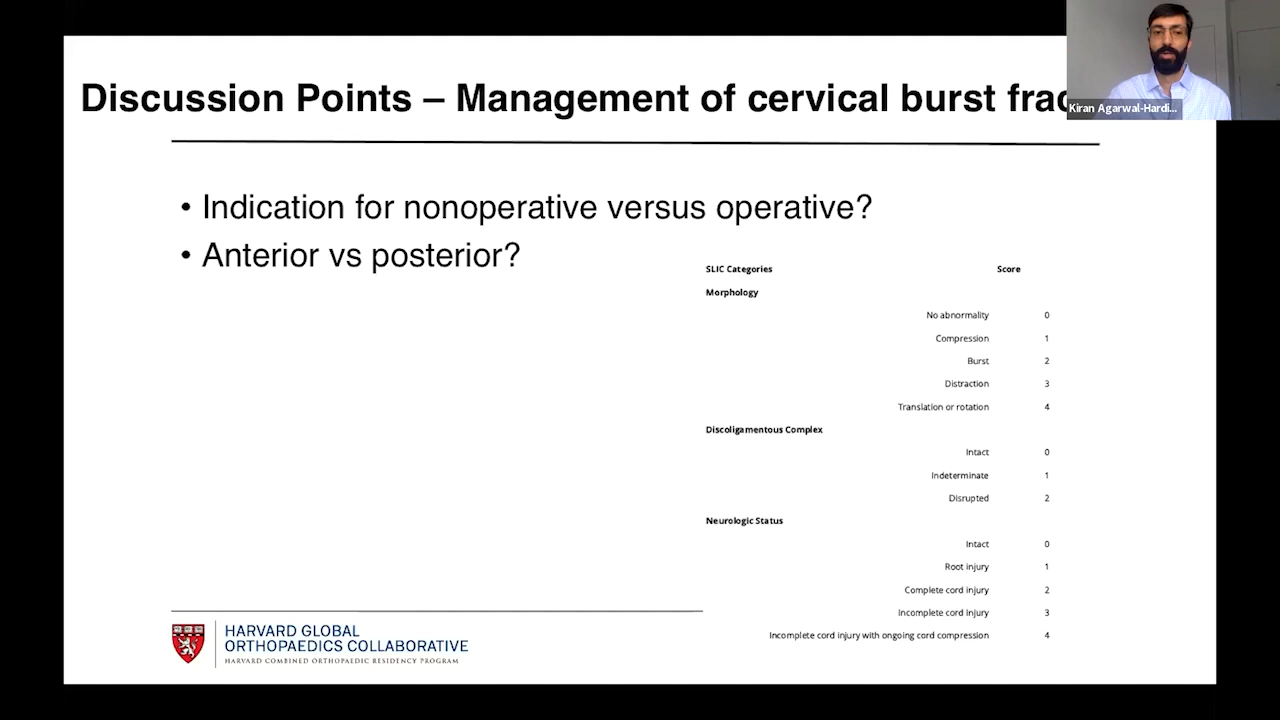 Discussion Points – Management of cervical burst
Kiran Agarwal-Hardi...
• Indication for nonoperative versus operative?
• Anterior vs posterior?
SLIC Categories Score
Morphology
No abnormality 0
Compression 1
Burst 2
Distraction 3
Translation or rotation 4
Discoligamentous Complex
Intact 0
Indeterminate 1
Disrupted 2
Neurologic Status
Intact 0
Root injury 1
Complete cord injury 2
Incomplete cord injury 3
Incomplete cord injury with ongoing cord compression 4
HARVARD GLOBAL
ORTHOPAEDICS COLLABORATIVE
HARVARD COMBINED ORTHOPAEDIC RESIDENCY PROGRAM